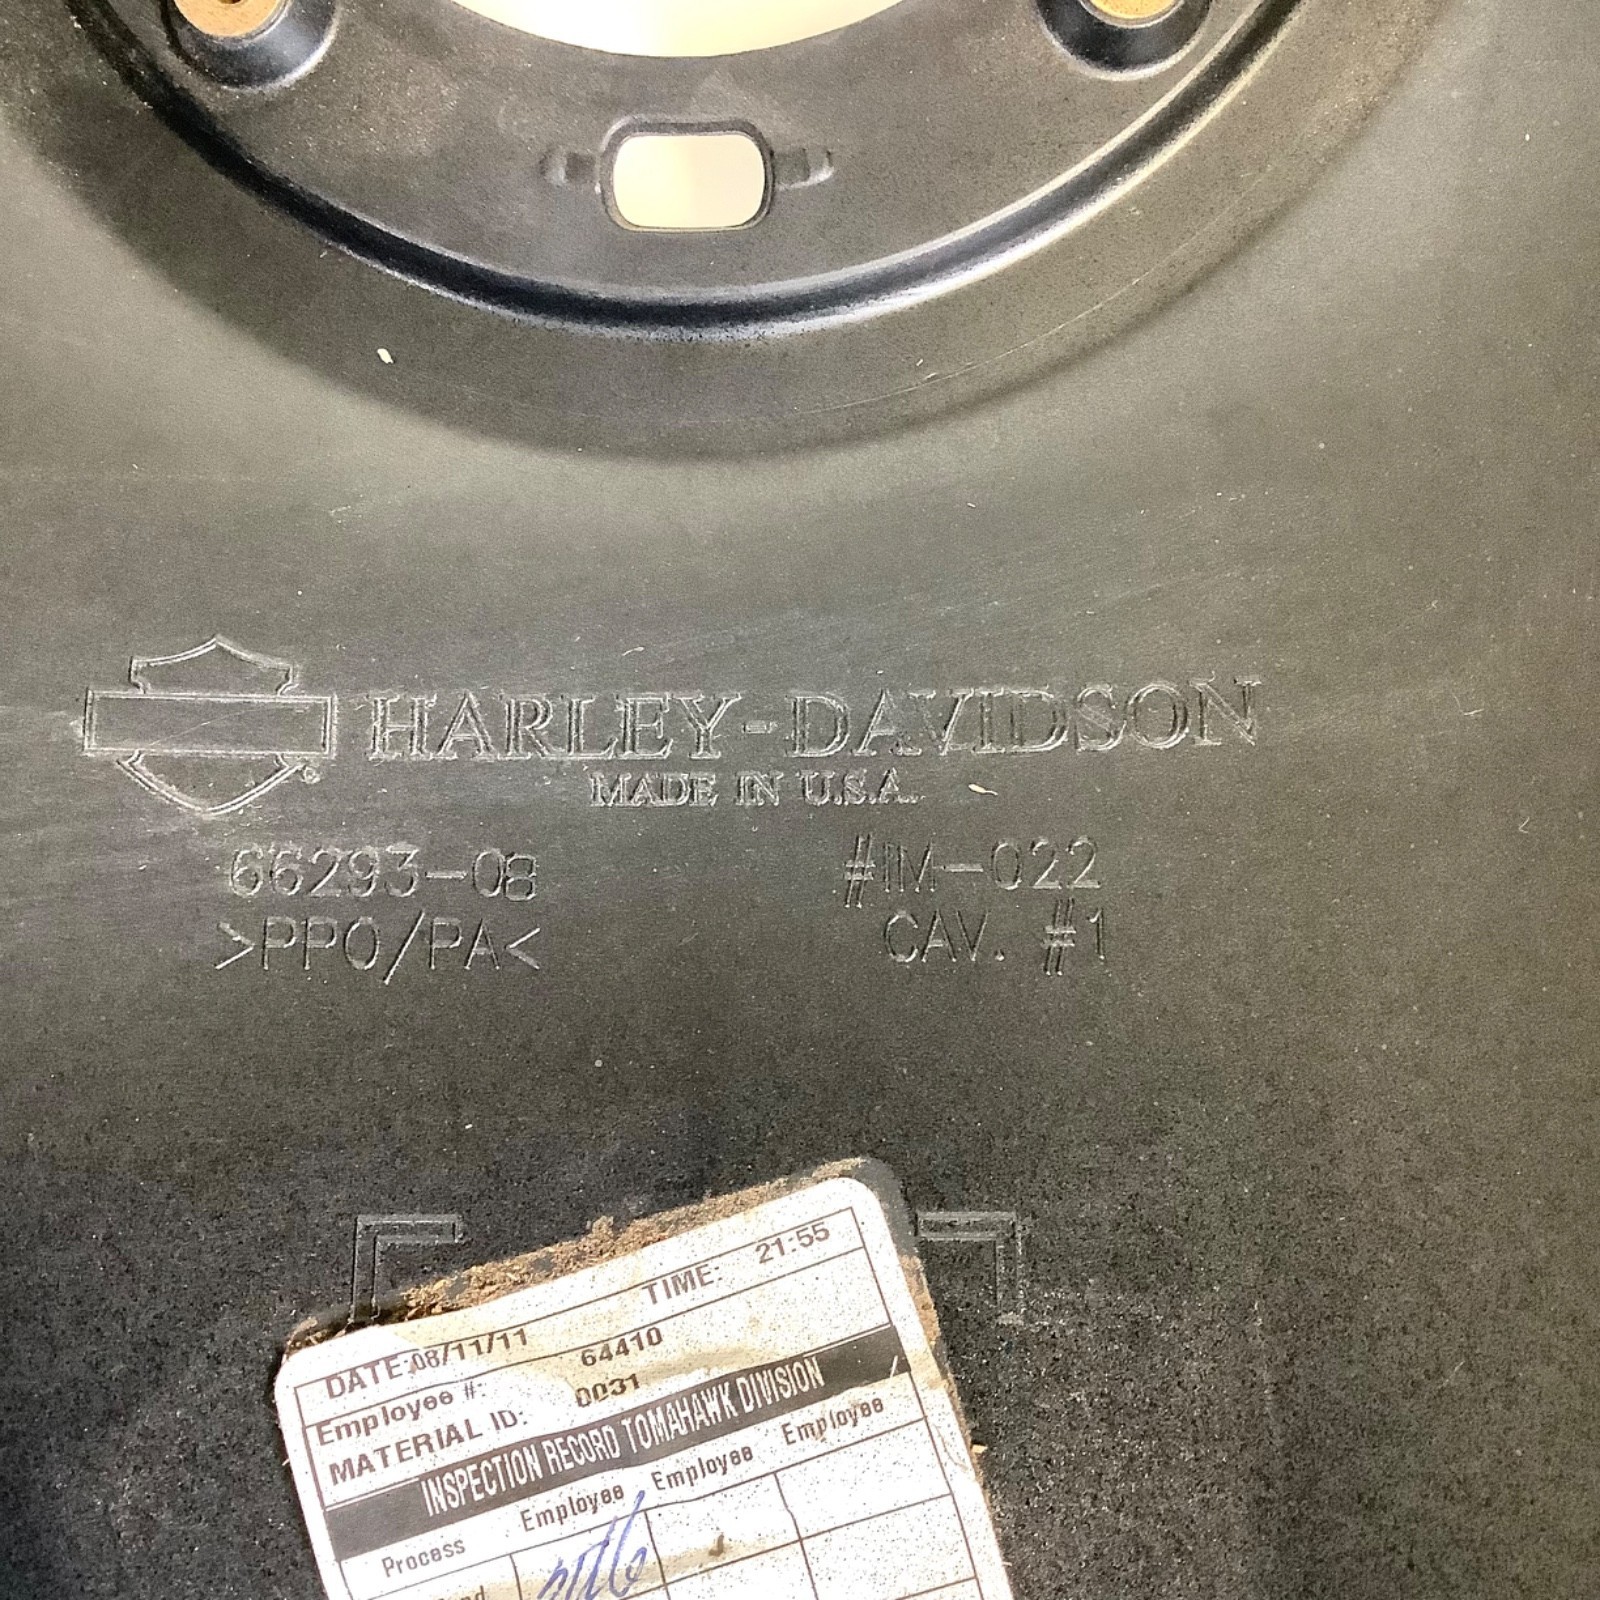 HARLEY-DAVIDSON
MADE IN U.S.A.
66293-08 #IM-022
>PPO/PA< CAV. #1
DATE:08/11/11 TIME: 21:55
Employee #: 64410
MATERIAL ID: 0031
INSPECTION RECORD TOMAHAWK DIVISION
Process Employee Employee Employee